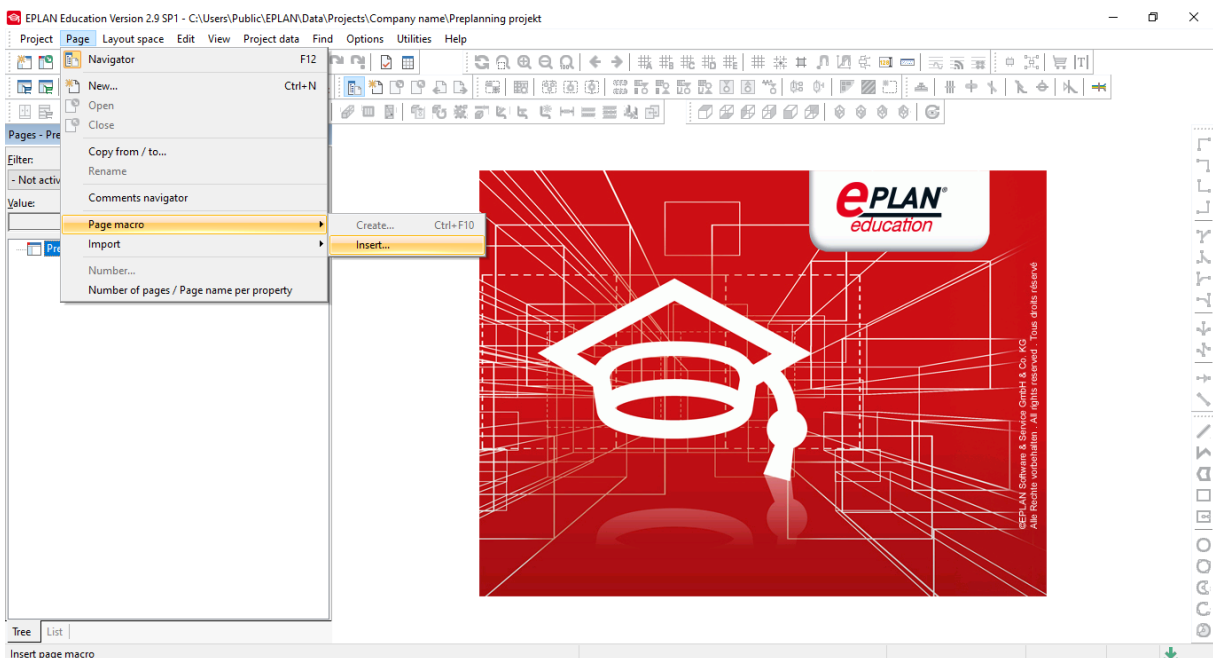 EPLAN Education Version 2.9 SP1 - C:\Users\Public\EPLAN\Data\Projects\Company name\Preplanning projekt
Project Page Layout space Edit View Project data Find Options Utilities Help
Navigator F12
New... Ctrl+N
Open
Close
Pages - Pre
Copy from / to...
Filter:
Rename
- Not activ
Comments navigator
Value:
Page macro
Create... Ctrl+F10
Import
Insert...
Pre
Number...
Number of pages / Page name per property
ePLAN®
education
©EPLAN Software & Service GmbH & Co. KG
Alle Rechte vorbehalten . All rights reserved . Tous droits réservé
Tree List
Insert page macro